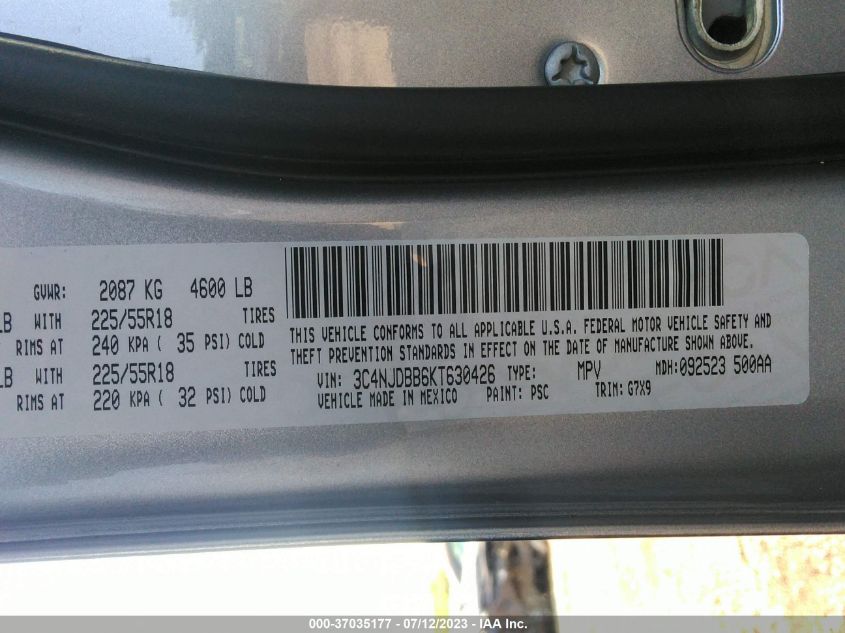 GVWR: 2087 KG 4600 LB
LB WITH 225/55R18 TIRES
RIMS AT 240 KPA ( 35 PSI) COLD
LB WITH 225/55R18 TIRES
RIMS AT 220 KPA ( 32 PSI) COLD
THIS VEHICLE CONFORMS TO ALL APPLICABLE U.S.A. FEDERAL MOTOR VEHICLE SAFETY AND
THEFT PREVENTION STANDARDS IN EFFECT ON THE DATE OF MANUFACTURE SHOWN ABOVE.
VIN: 3C4NJDBB6KT630426 TYPE: MPV MDH:092523 500AA
VEHICLE MADE IN MEXICO PAINT: PSC TRIM: G7X9
000-37035177 - 07/12/2023 - IAA Inc.